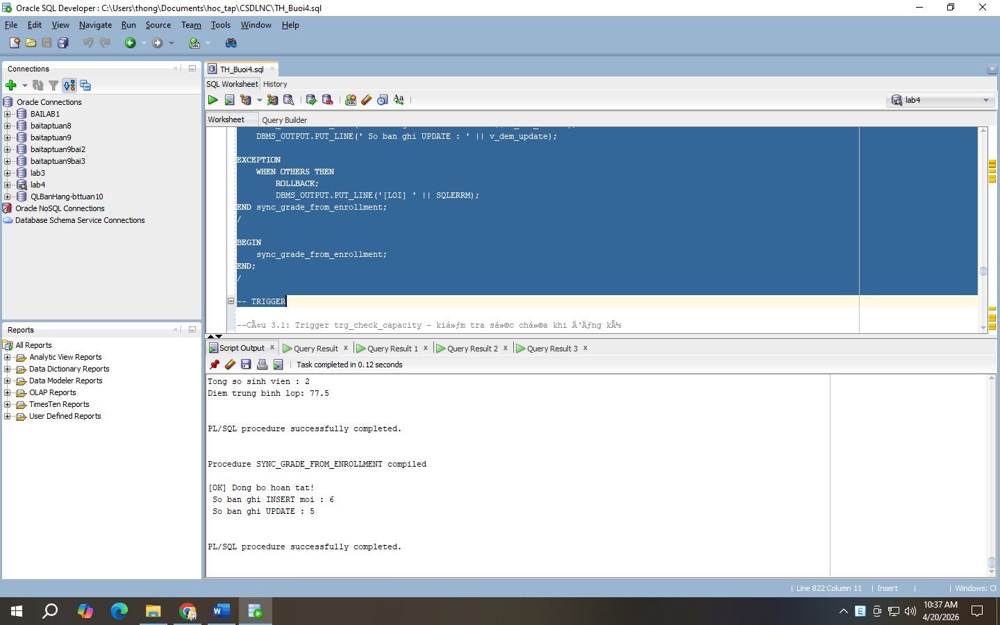 Oracle SQL Developer : C:\Users\thong\Documents\hoc_tap\CSDLNC\TH_Buoi4.sql
File Edit View Navigate Run Source Team Tools Window Help
Connections
Oracle Connections
BAILAB1
baitaptuan8
baitaptuan9
baitaptuan9bai2
baitaptuan9bai3
lab3
lab4
QLBanHang-bttuan10
Oracle NoSQL Connections
Database Schema Service Connections
Reports
All Reports
Analytic View Reports
Data Dictionary Reports
Data Modeler Reports
OLAP Reports
TimesTen Reports
User Defined Reports
TH_Buoi4.sql
SQL Worksheet History
lab4
Worksheet Query Builder
DBMS_OUTPUT.PUT_LINE(' So ban ghi UPDATE : ' || v_dem_update);
EXCEPTION
WHEN OTHERS THEN
ROLLBACK;
DBMS_OUTPUT.PUT_LINE('[LOI] ' || SQLERRM);
END sync_grade_from_enrollment;
/
BEGIN
sync_grade_from_enrollment;
END;
/
-- TRIGGER
--CÃ¢u 3.1: Trigger trg_check_capacity - kiá»ƒm tra sá»©c chá»©a khi Ä'Äƒng kÃ½
Script Output Query Result Query Result 1 Query Result 2 Query Result 3
Task completed in 0.12 seconds
Tong so sinh vien : 2
Diem trung binh lop: 77.5
PL/SQL procedure successfully completed.
Procedure SYNC_GRADE_FROM_ENROLLMENT compiled
[OK] Dong bo hoan tat!
So ban ghi INSERT moi : 6
So ban ghi UPDATE : 5
PL/SQL procedure successfully completed.
Line 822 Column 11 Insert Windows: CF
10:37 AM
4/20/2026